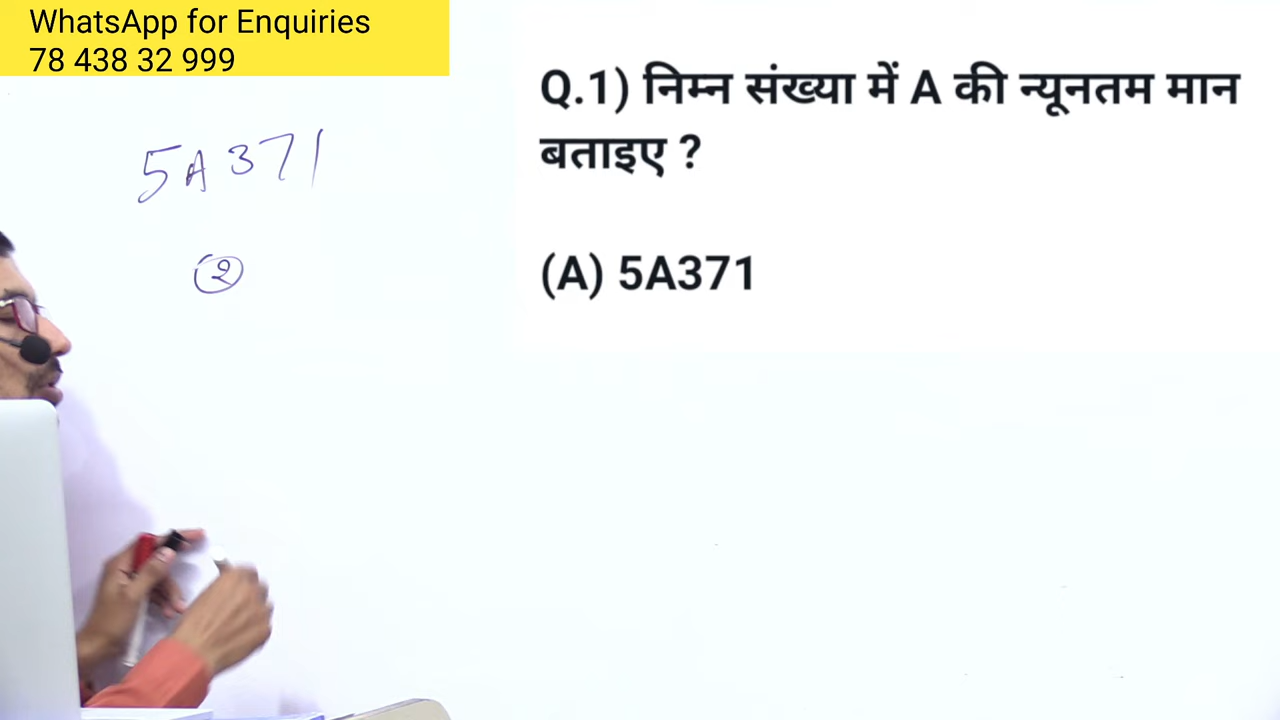 WhatsApp for Enquiries
78 438 32 999
Q.1) निम्न संख्या में A की न्यूनतम मान
बताइए ?
(A) 5A371
5A371
2